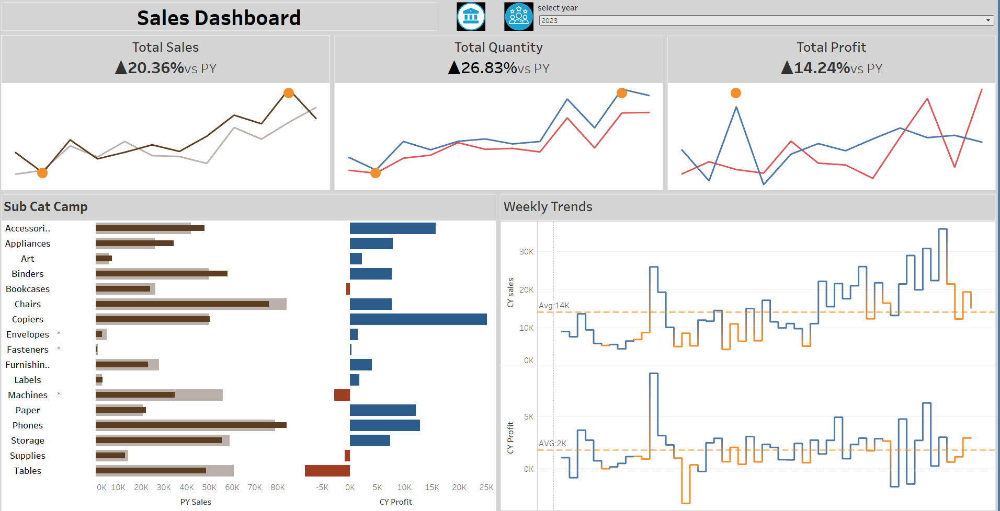 Sales Dashboard
select year
2023
Total Sales
▲20.36%vs PY
Total Quantity
▲26.83%vs PY
Total Profit
▲14.24%vs PY
Sub Cat Camp
Accessori..
Appliances
Art
Binders
Bookcases
Chairs
Copiers
Envelopes *
Fasteners *
Furnishin..
Labels
Machines *
Paper
Phones
Storage
Supplies
Tables
0K 10K 20K 30K 40K 50K 60K 70K 80K
PY Sales
-5K 0K 5K 10K 15K 20K 25K
CY Profit
Weekly Trends
CY sales
30K
20K
Avg:14K
10K
0K
CY Profit
5K
AVG:2K
0K